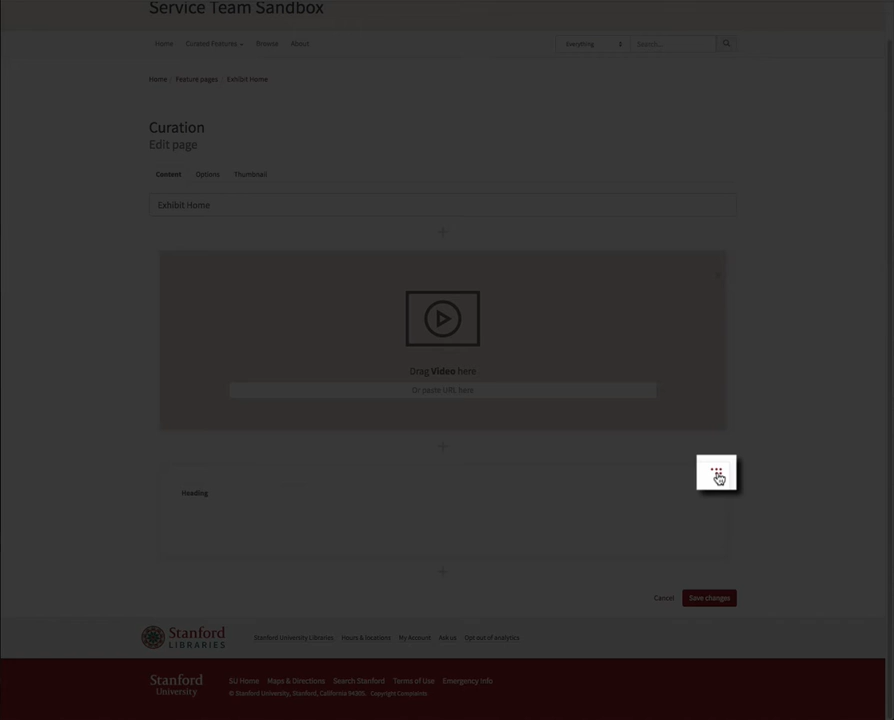 Service Team Sandbox
Home Curated Features Browse About Everything Search...
Home / Feature pages / Exhibit Home
Curation
Edit page
Content Options Thumbnail
Exhibit Home
Drag Video here
Or paste URL here
Heading
Cancel Save changes
Stanford
LIBRARIES
Stanford University Libraries Hours & locations My Account Ask us Opt out of analytics
Stanford
University
SU Home Maps & Directions Search Stanford Terms of Use Emergency Info
© Stanford University, Stanford, California 94305. Copyright Complaints